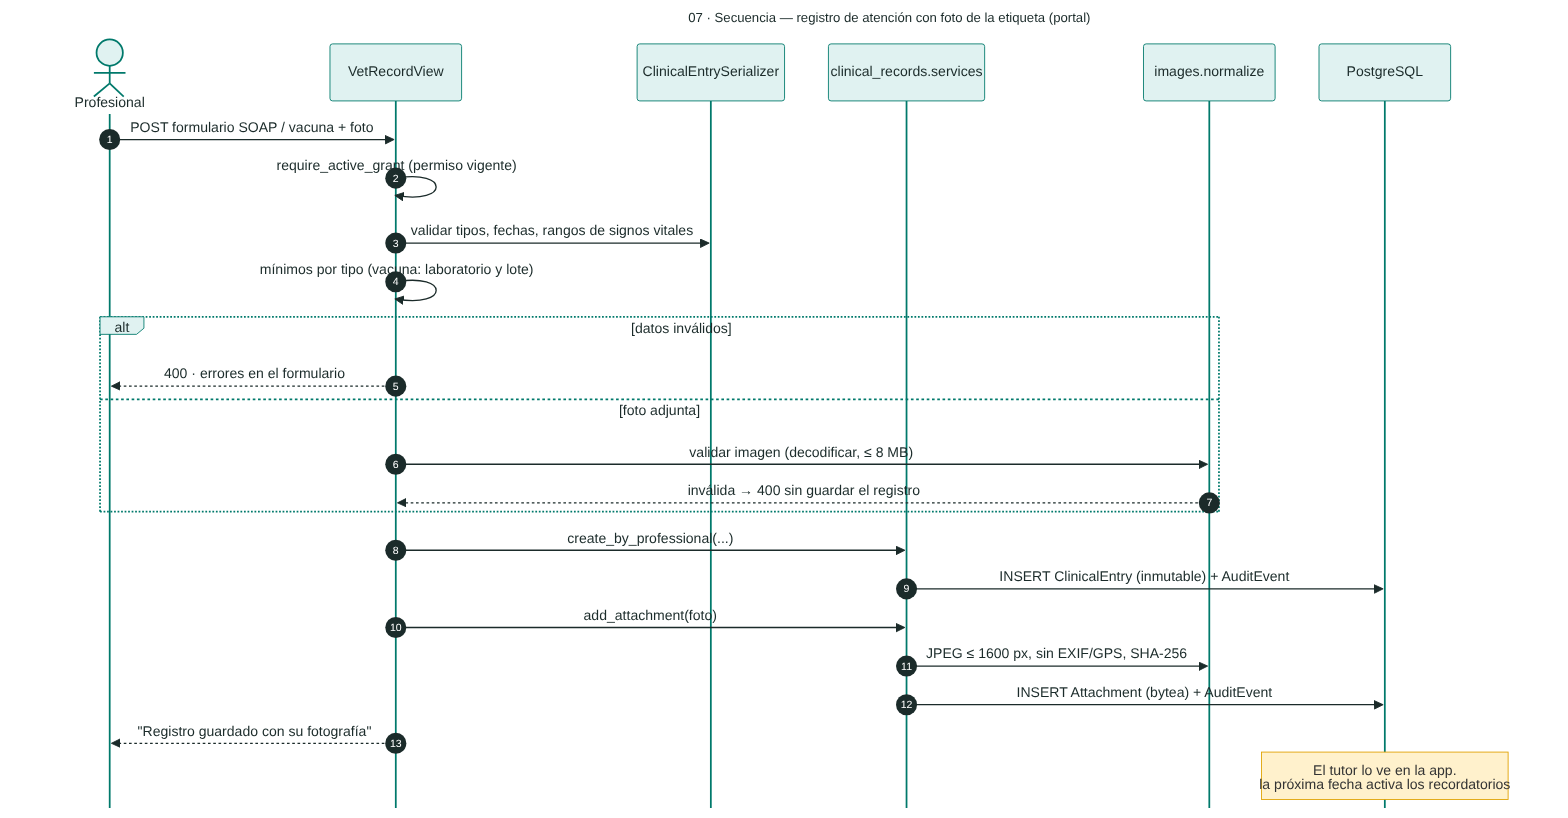 07 · Secuencia — registro de atención con foto de la etiqueta (portal)
Profesional
VetRecordView
ClinicalEntrySerializer
clinical_records.services
images.normalize
PostgreSQL
1
POST formulario SOAP / vacuna + foto
require_active_grant (permiso vigente)
2
3
validar tipos, fechas, rangos de signos vitales
mínimos por tipo (vacuna: laboratorio y lote)
4
alt
[datos inválidos]
400 · errores en el formulario
5
[foto adjunta]
6
validar imagen (decodificar, ≤ 8 MB)
inválida → 400 sin guardar el registro
7
8
create_by_professional(...)
9
INSERT ClinicalEntry (inmutable) + AuditEvent
10
add_attachment(foto)
11
JPEG ≤ 1600 px, sin EXIF/GPS, SHA-256
12
INSERT Attachment (bytea) + AuditEvent
"Registro guardado con su fotografía"
13
El tutor lo ve en la app.
la próxima fecha activa los recordatorios